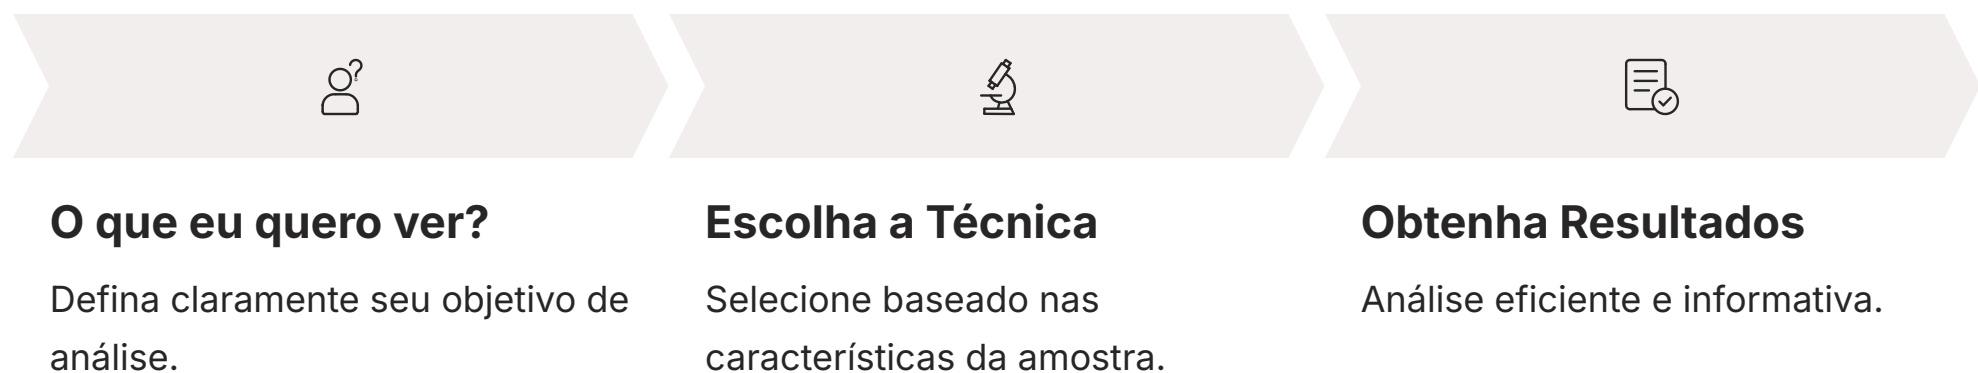 O que eu quero ver?
Defina claramente seu objetivo de
análise.
Escolha a Técnica
Selecione baseado nas
características da amostra.
Obtenha Resultados
Análise eficiente e informativa.